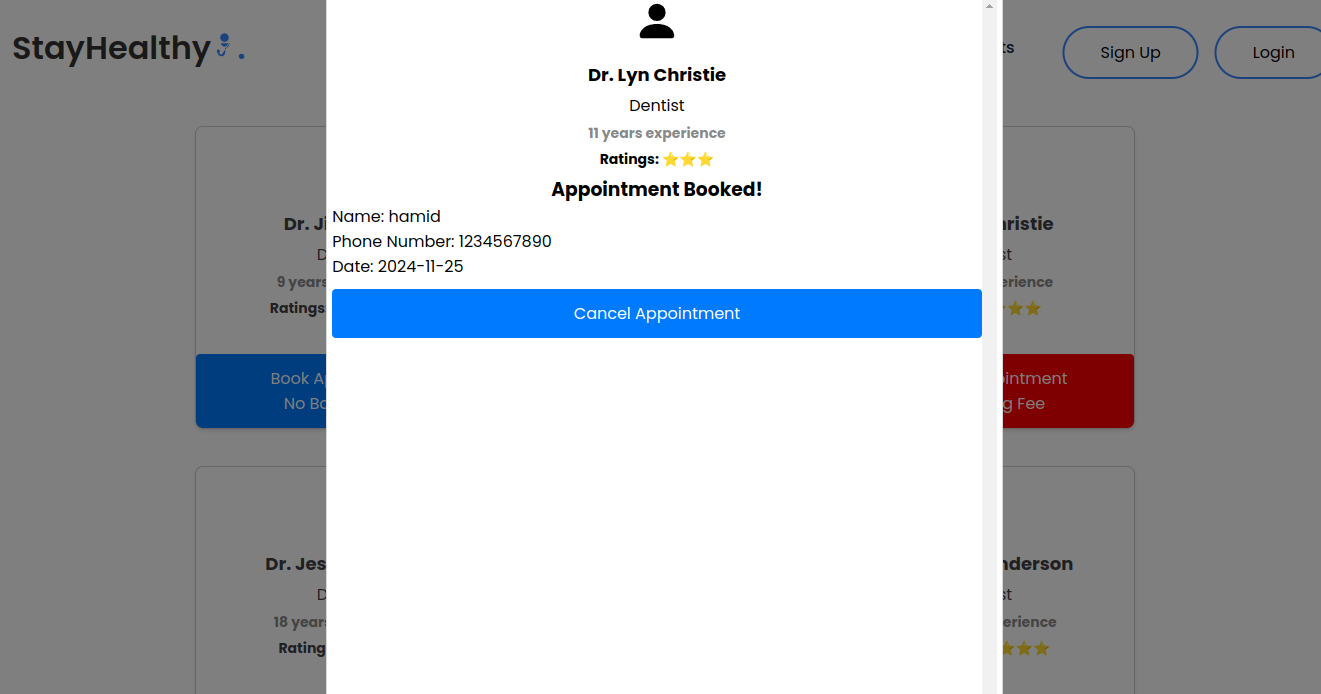 StayHealthy.
ts
Sign Up
Login
Dr. Lyn Christie
Dentist
11 years experience
Ratings: ⭐⭐⭐
Appointment Booked!
Name: hamid
Phone Number: 1234567890
Date: 2024-11-25
Cancel Appointment
Dr. Ji
D
9 years
Ratings:
Book Ap
No Bo
hristie
st
erience
⭐⭐
ointment
g Fee
Dr. Jes
D
18 years
Rating
nderson
st
erience
⭐⭐⭐